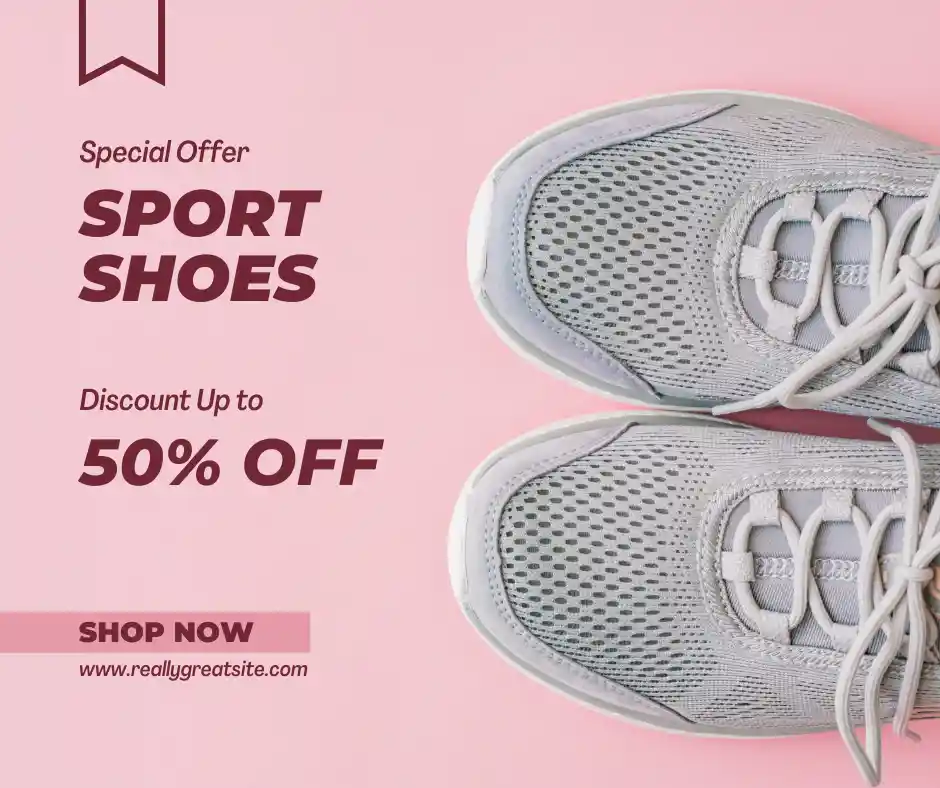 Special Offer
SPORT
SHOES
Discount Up to
50% OFF
SHOP NOW
www.reallygreatsite.com